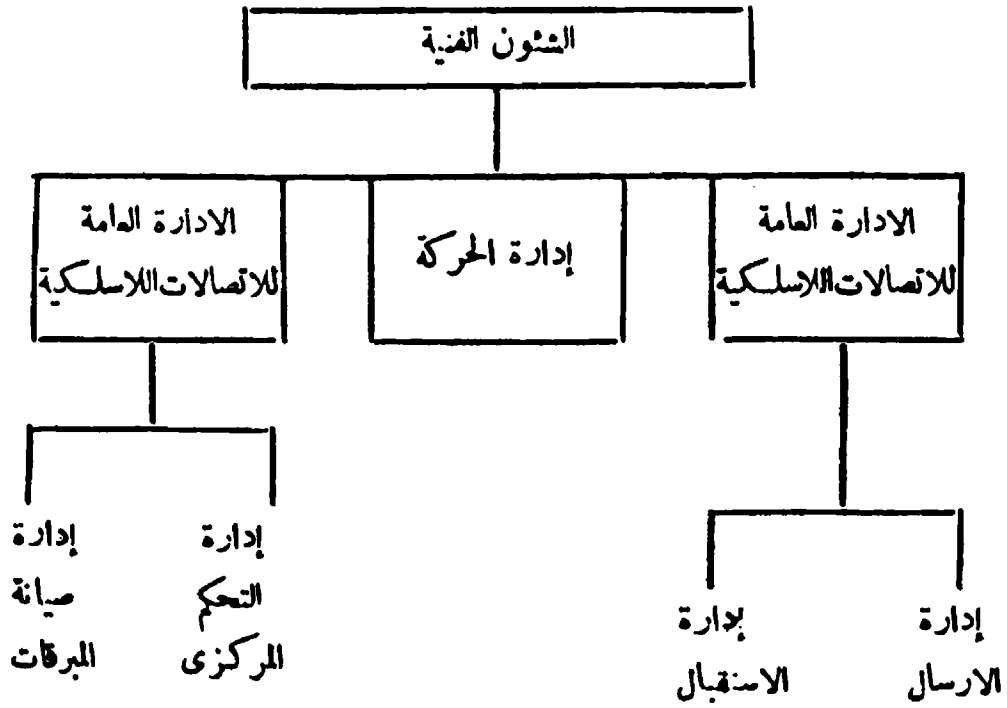 الشئون الفنية
الادارة العامة
للاتصالات اللاسلكية
إدارة الحركة
الادارة العامة
للاتصالات اللاسلكية
إدارة
الارسال
إدارة
الاستقبال
إدارة
التحكم
المركزى
إدارة
صيانة
المبرقات